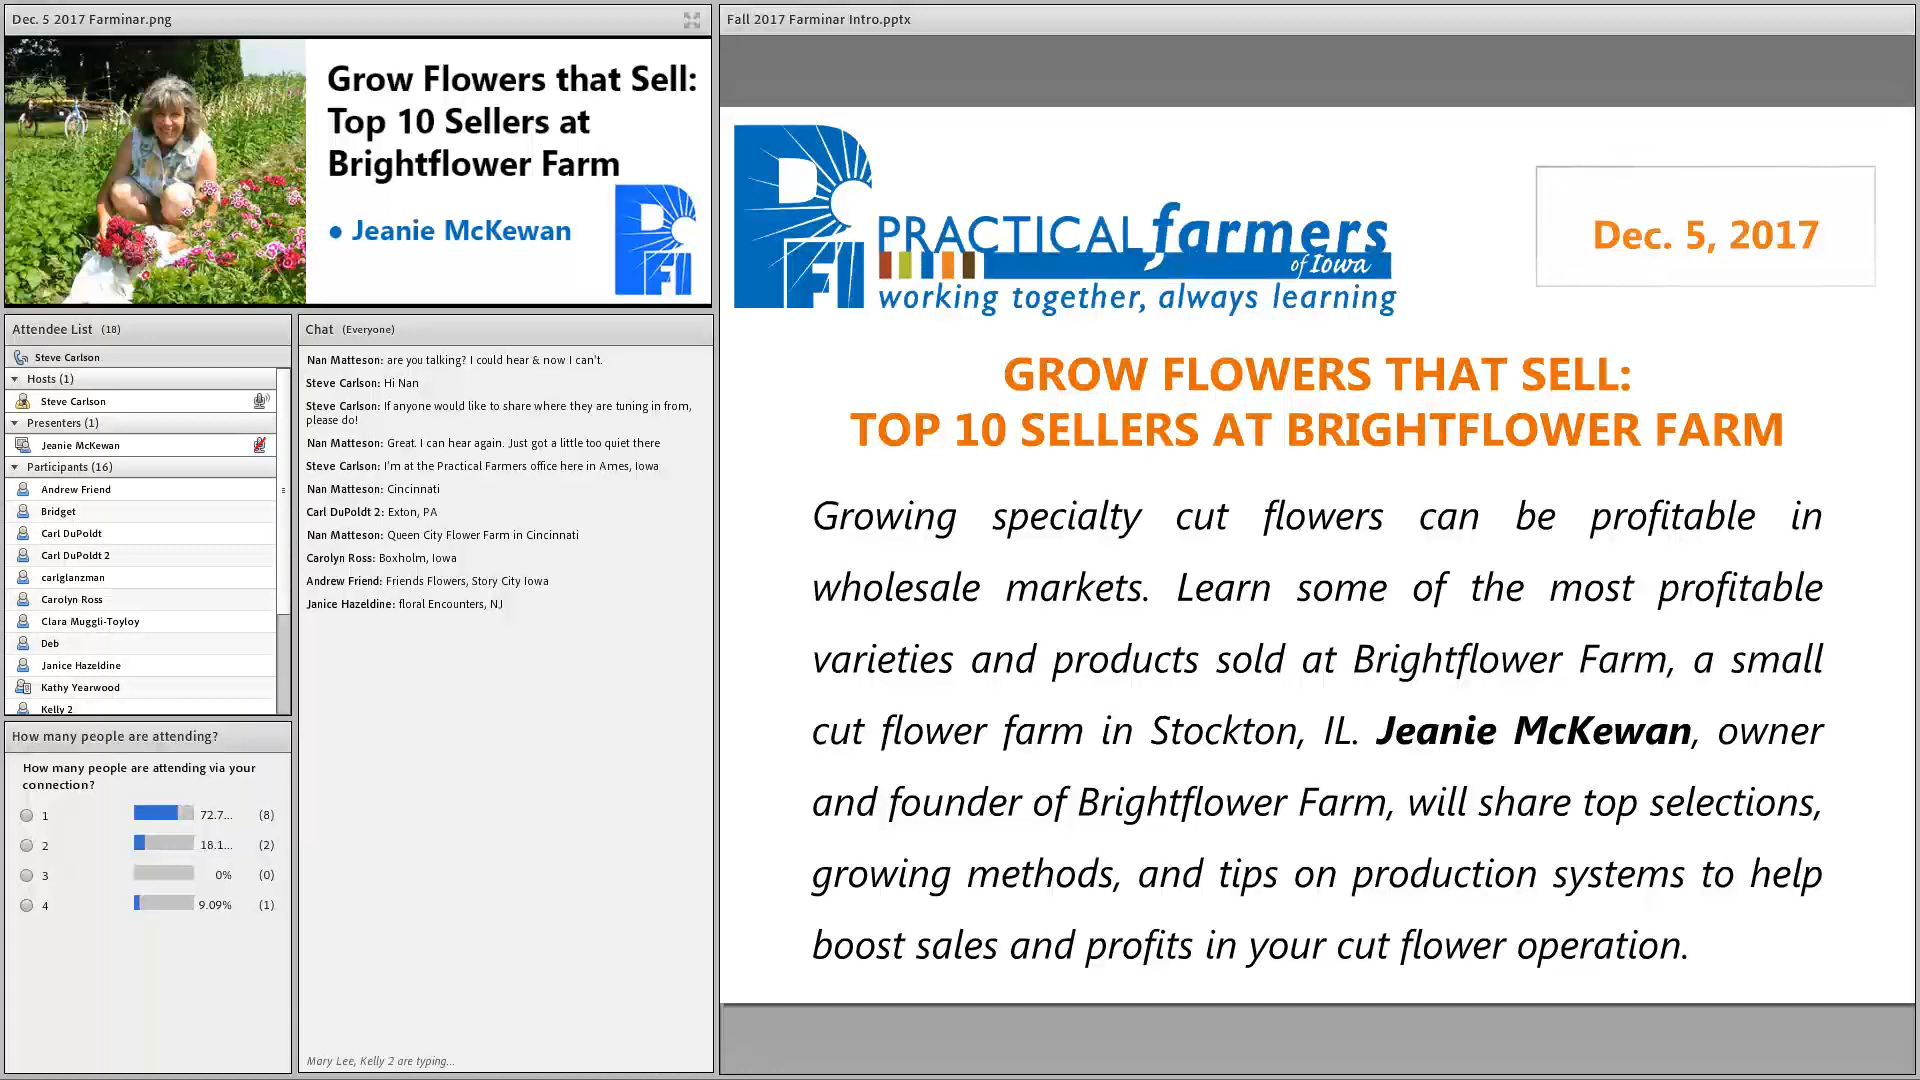 Dec. 5 2017 Farminar.png
Grow Flowers that Sell:
Top 10 Sellers at
Brightflower Farm
• Jeanie McKewan
PFI
Attendee List (18)
Steve Carlson
Hosts (1)
Steve Carlson
Presenters (1)
Jeanie McKewan
Participants (16)
Andrew Friend
Bridget
Carl DuPoldt
Carl DuPoldt 2
carlglanzman
Carolyn Ross
Clara Muggli-Toyloy
Deb
Janice Hazeldine
Kathy Yearwood
Kelly 2
How many people are attending?
How many people are attending via your
connection?
1 72.7... (8)
2 18.1... (2)
3 0% (0)
4 9.09% (1)
Chat (Everyone)
Nan Matteson: are you talking? I could hear & now I can't.
Steve Carlson: Hi Nan
Steve Carlson: If anyone would like to share where they are tuning in from,
please do!
Nan Matteson: Great. I can hear again. Just got a little too quiet there
Steve Carlson: I'm at the Practical Farmers office here in Ames, Iowa
Nan Matteson: Cincinnati
Carl DuPoldt 2: Exton, PA
Nan Matteson: Queen City Flower Farm in Cincinnati
Carolyn Ross: Boxholm, Iowa
Andrew Friend: Friends Flowers, Story City Iowa
Janice Hazeldine: floral Encounters, NJ
Mary Lee, Kelly 2 are typing...
Fall 2017 Farminar Intro.pptx
PFI
PRACTICAL farmers
of Iowa
working together, always learning
Dec. 5, 2017
GROW FLOWERS THAT SELL:
TOP 10 SELLERS AT BRIGHTFLOWER FARM
Growing specialty cut flowers can be profitable in
wholesale markets. Learn some of the most profitable
varieties and products sold at Brightflower Farm, a small
cut flower farm in Stockton, IL. Jeanie McKewan, owner
and founder of Brightflower Farm, will share top selections,
growing methods, and tips on production systems to help
boost sales and profits in your cut flower operation.